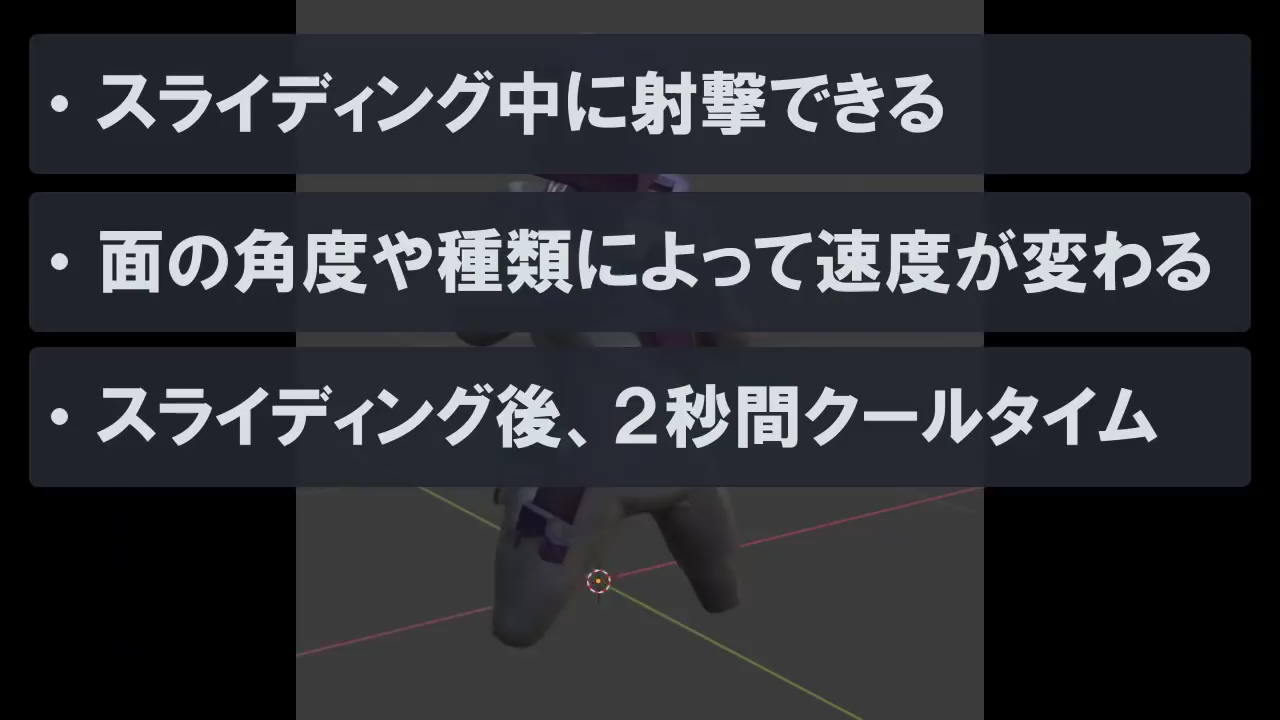 ・スライディング中に射撃できる
・面の角度や種類によって速度が変わる
・スライディング後、２秒間クールタイム